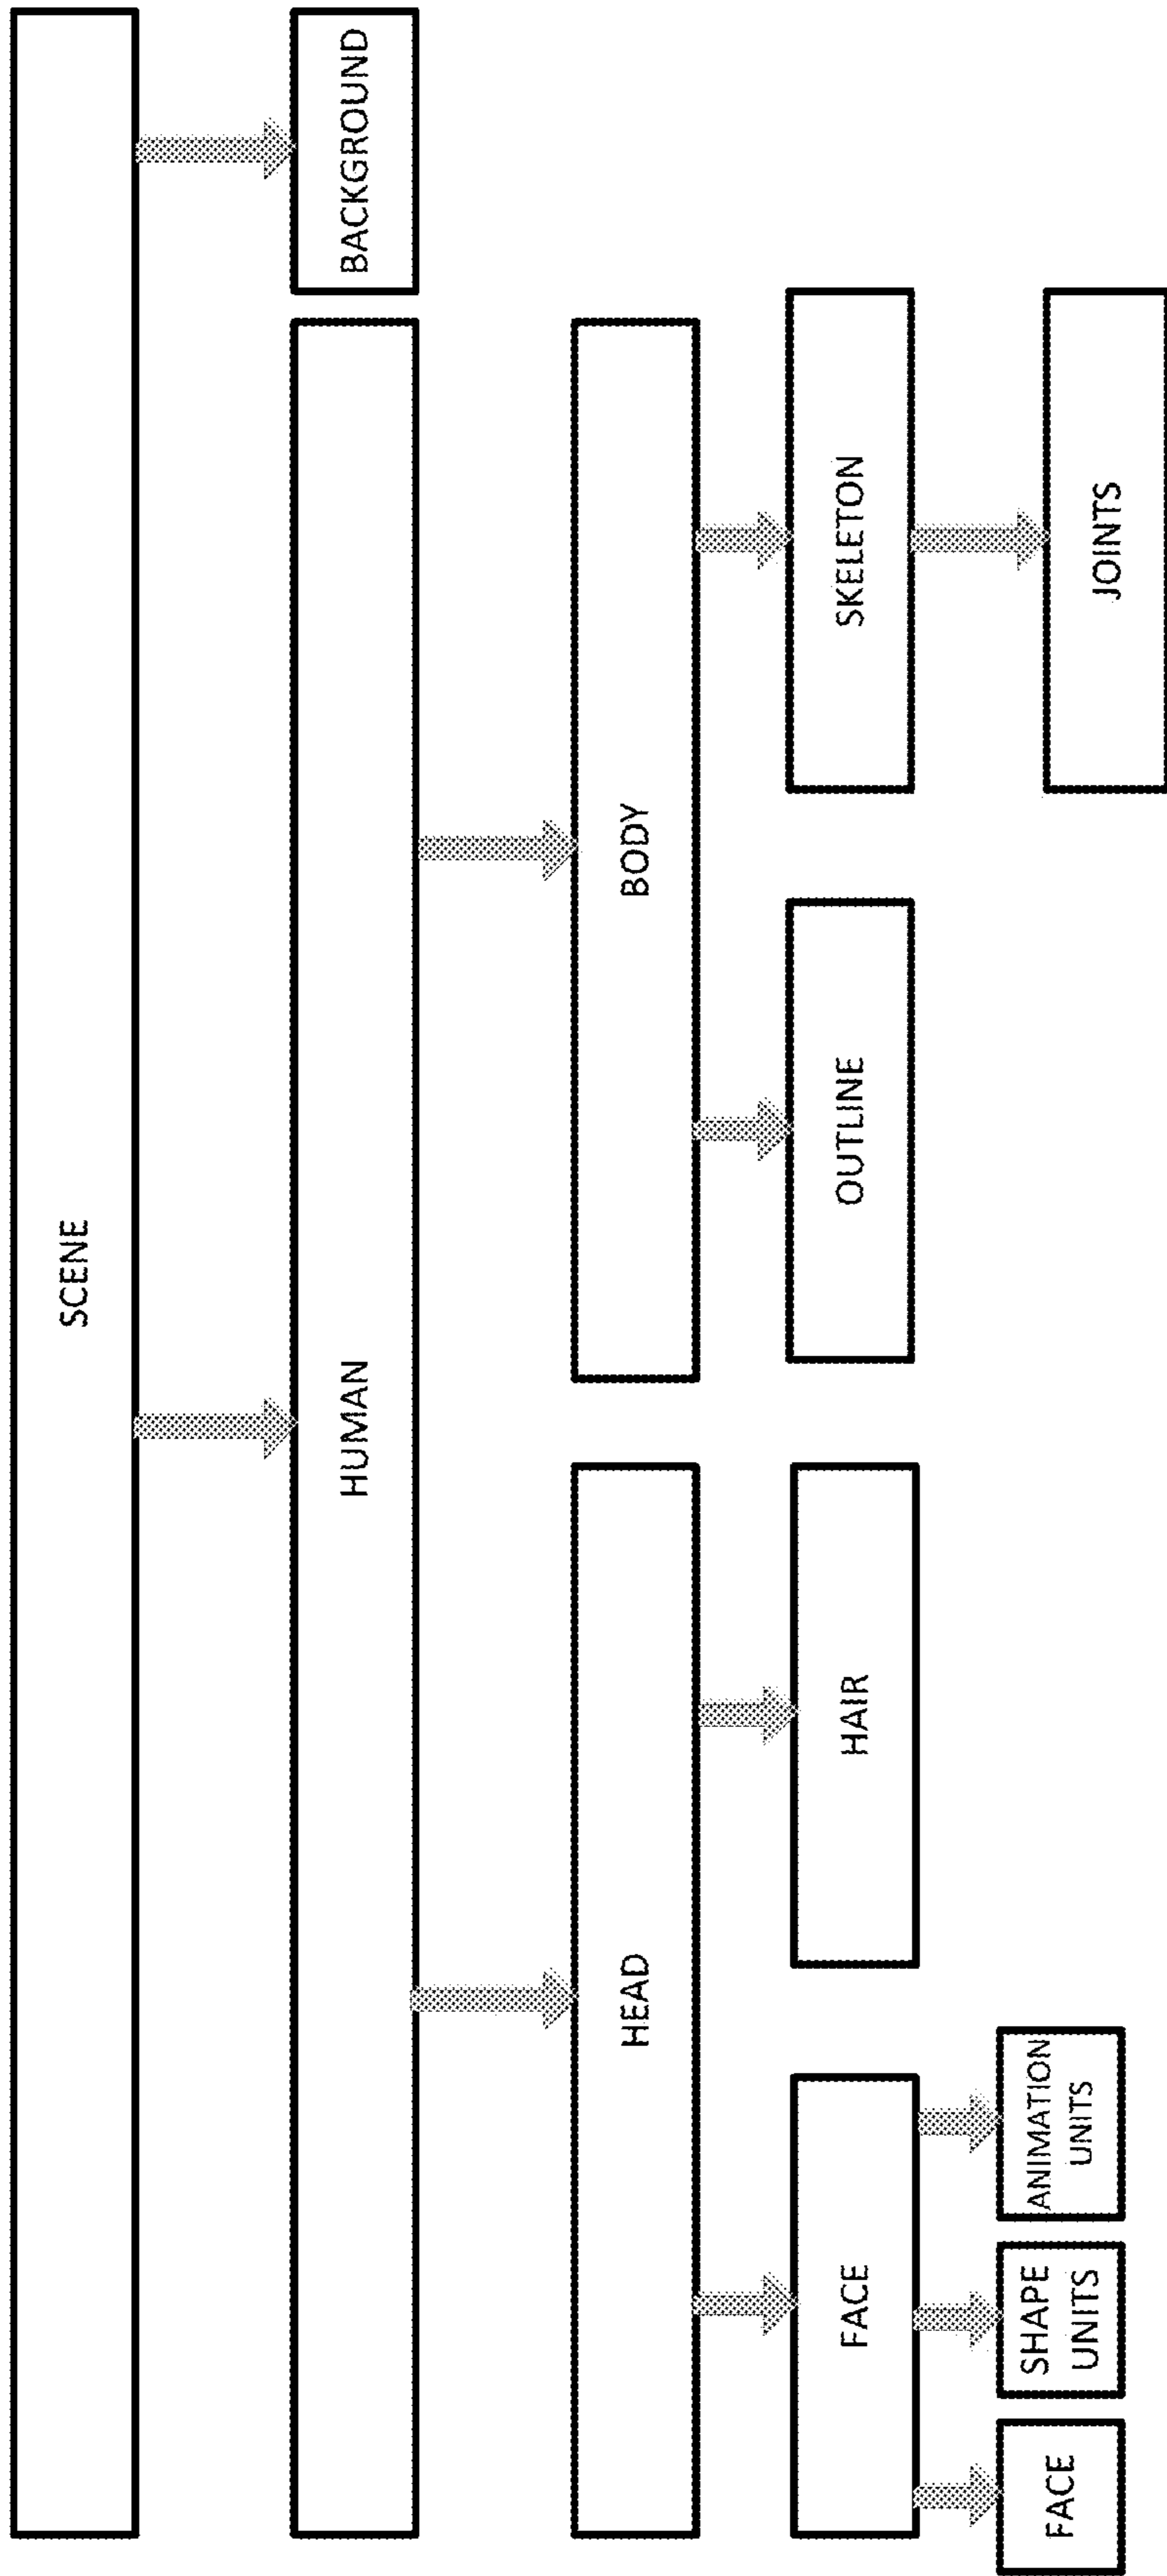 SCENE
HUMAN
BACKGROUND
HEAD
BODY
FACE
HAIR
OUTLINE
SKELETON
FACE
SHAPE
UNITS
ANIMATION
UNITS
JOINTS